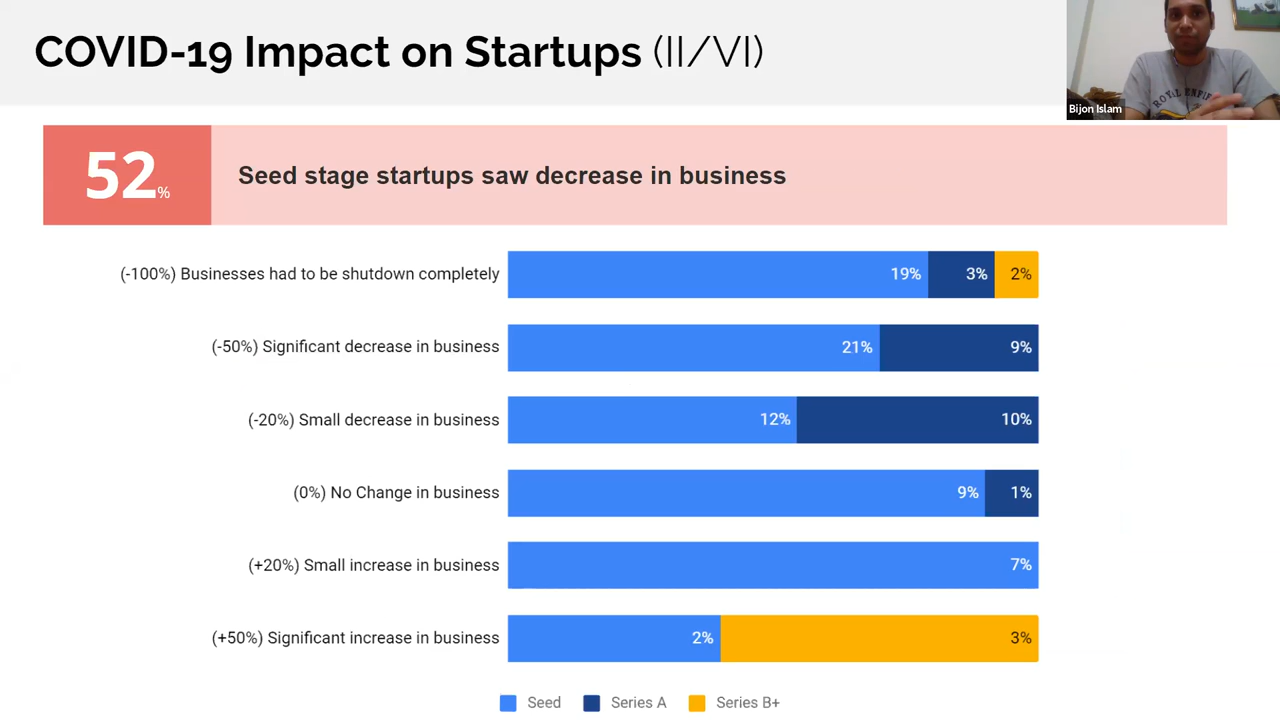 COVID-19 Impact on Startups (II/VI)
Bijon Islam
52%
Seed stage startups saw decrease in business
(-100%) Businesses had to be shutdown completely 19% 3% 2%
(-50%) Significant decrease in business 21% 9%
(-20%) Small decrease in business 12% 10%
(0%) No Change in business 9% 1%
(+20%) Small increase in business 7%
(+50%) Significant increase in business 2% 3%
Seed Series A Series B+